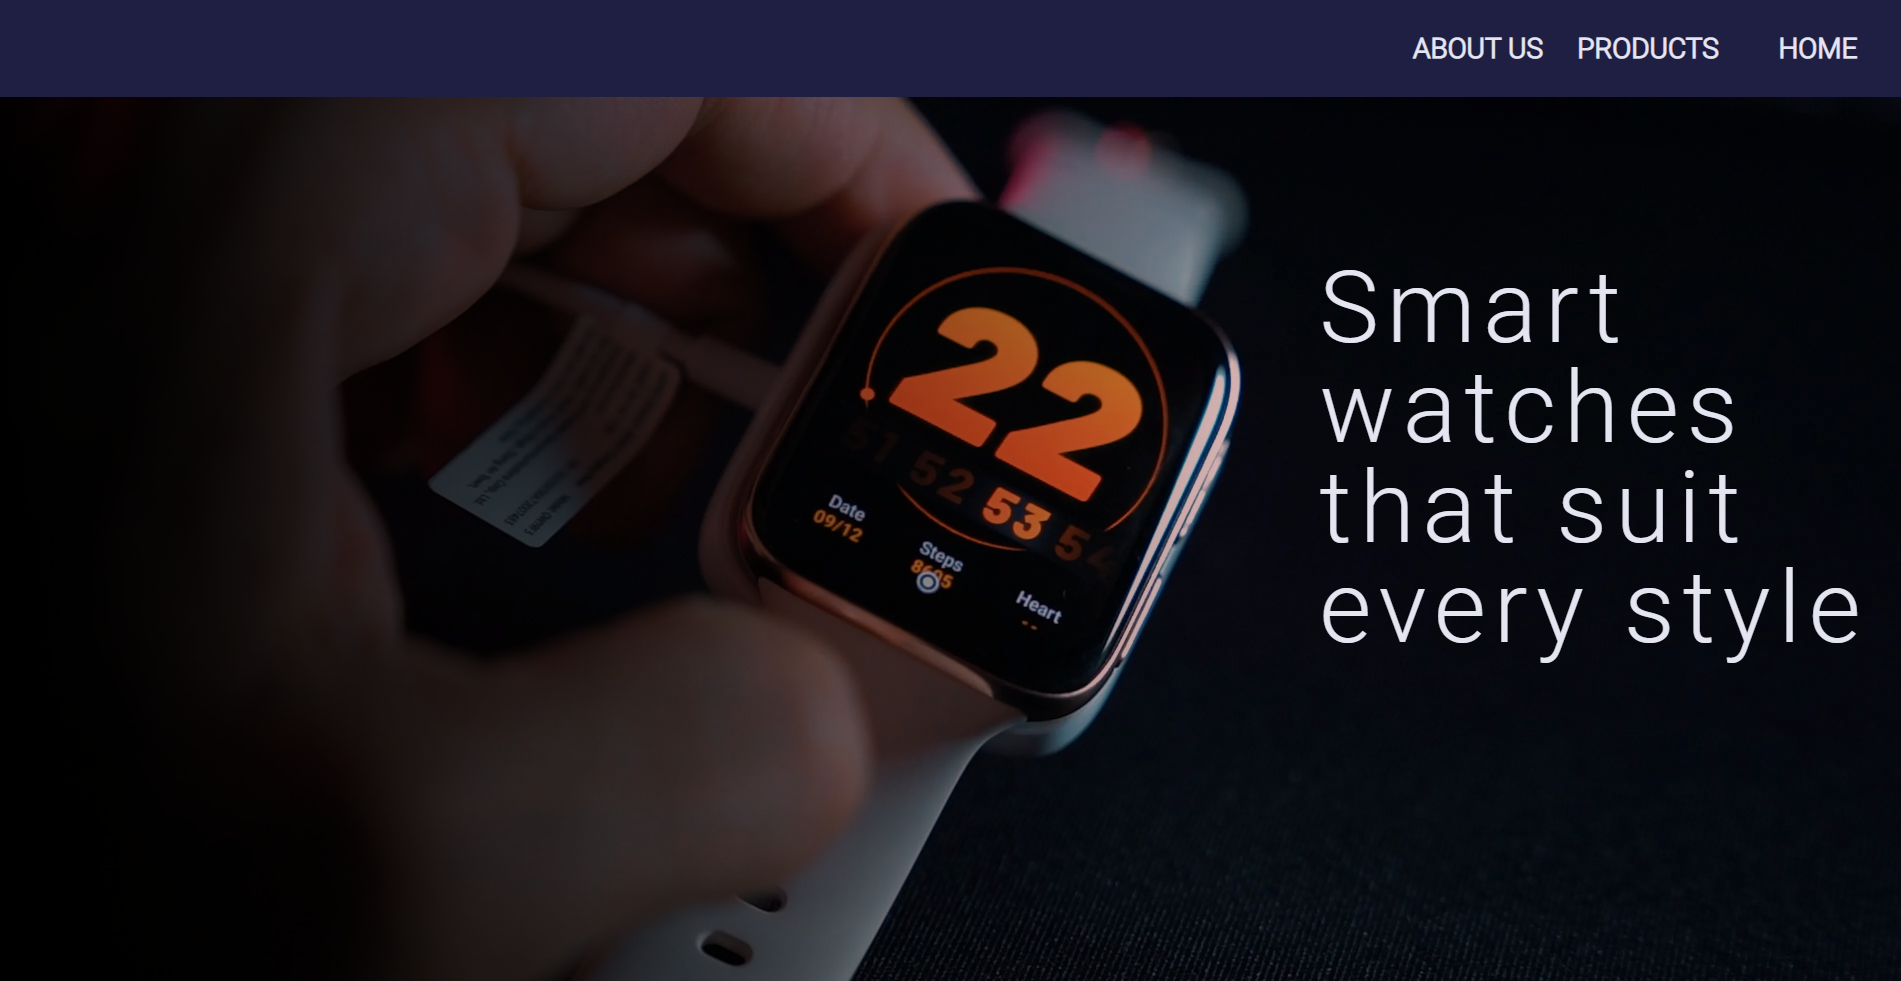 ABOUT US PRODUCTS HOME
Smart
watches
that suit
every style
22
51 52 53 54
Date
09/12
Steps
Heart
--